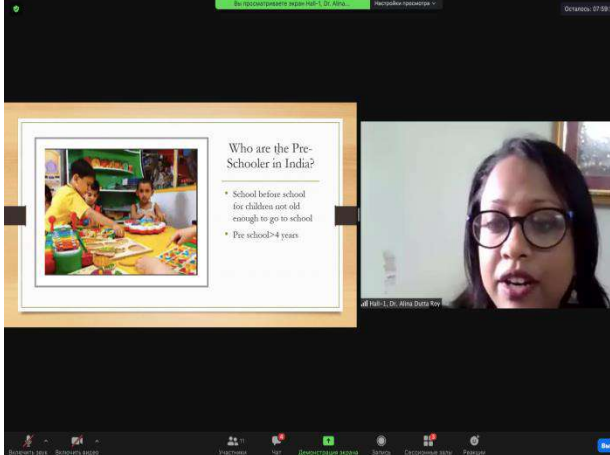 Вы просматриваете экран Hall-1, Dr. Alina...
Настройки просмотра
Осталось: 07:59
Who are the Pre-
Schooler in India?
• School before school
for children not old
enough to go to school
• Pre school>4 years
Hall-1, Dr. Alina Dutta Roy
11
Включить звук
Включить видео
Участники
Чат
Демонстрация экрана
Запись
Сессионные залы
Реакции